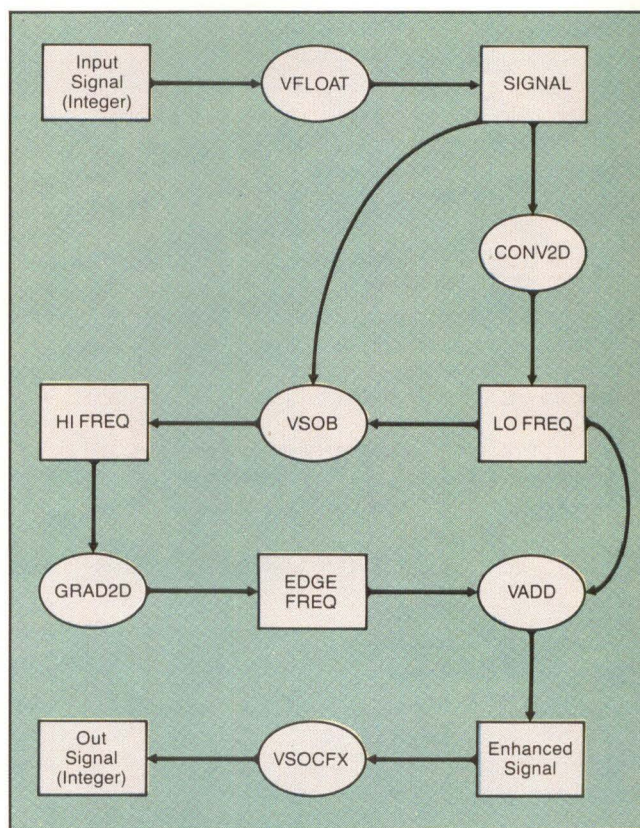 Input
Signal
(Integer)
VFLOAT
SIGNAL
CONV2D
HI FREQ
VSOB
LO FREQ
GRAD2D
EDGE
FREQ
VADD
Out
Signal
(Integer)
VSOCFX
Enhanced
Signal